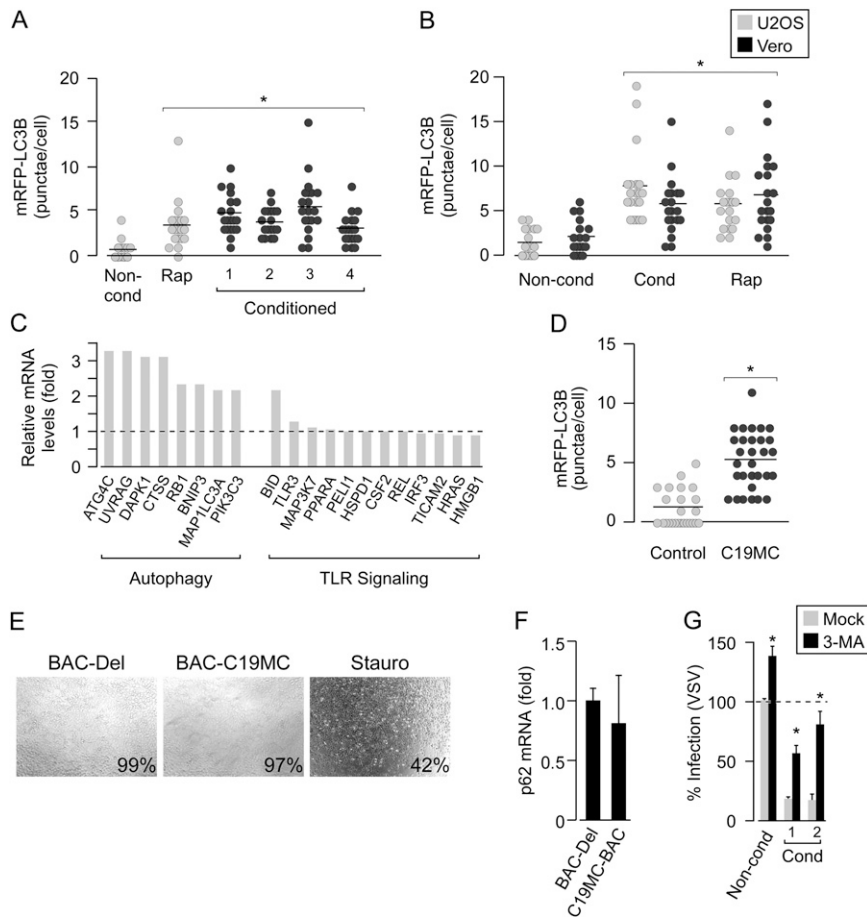 A
mRFP-LC3B
(punctae/cell)
20
15
10
5
0
*
Non-
cond
Rap
1 2 3 4
Conditioned
B
U2OS
Vero
mRFP-LC3B
(punctae/cell)
20
15
10
5
0
*
Non-cond Cond Rap
C
Relative mRNA
levels (fold)
3
2
1
0
ATG4C
UVRAG
DAPK1
CTSS
RB1
BNIP3
MAP1LC3A
PIK3C3
BID
TLR3
MAP3K7
PPARA
PELI1
HSPD1
CSF2
REL
IRF3
TICAM2
HRAS
HMGB1
Autophagy
TLR Signaling
D
mRFP-LC3B
(punctae/cell)
15
10
5
0
*
Control C19MC
E
BAC-Del BAC-C19MC Stauro
99% 97% 42%
F
p62 mRNA (fold)
1.5
1.0
0.5
0
BAC-Del
C19MC-BAC
G
Mock
3-MA
% Infection (VSV)
150
100
50
0
*
*
*
Non-cond
1 2
Cond